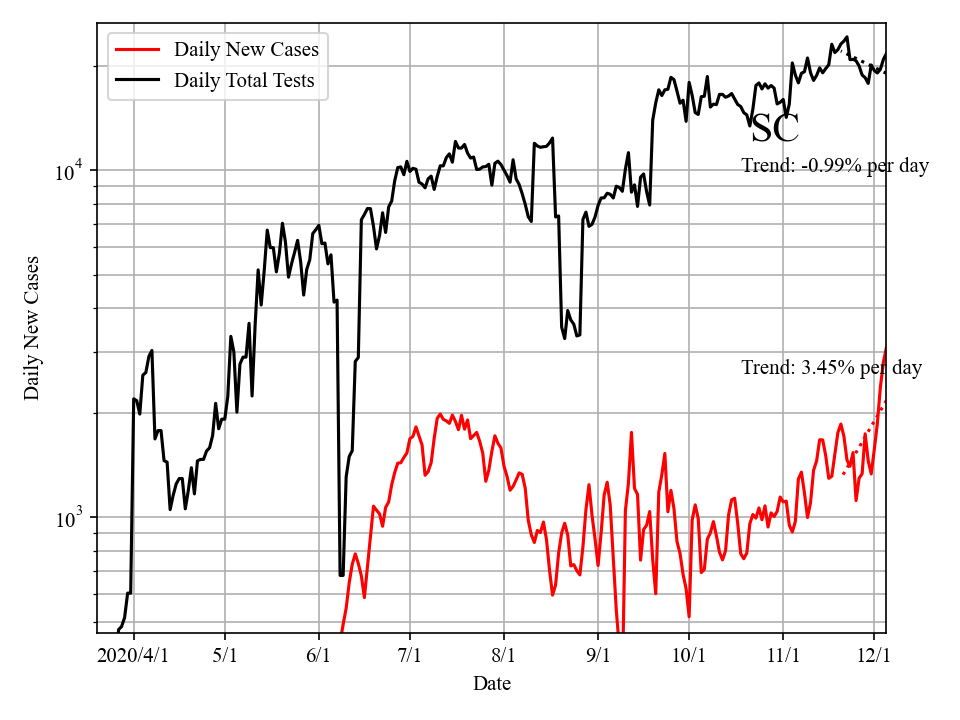 Daily New Cases
Daily Total Tests
SC
Trend: -0.99% per day
Trend: 3.45% per day
10^4
10^3
Daily New Cases
2020/4/1 5/1 6/1 7/1 8/1 9/1 10/1 11/1 12/1
Date